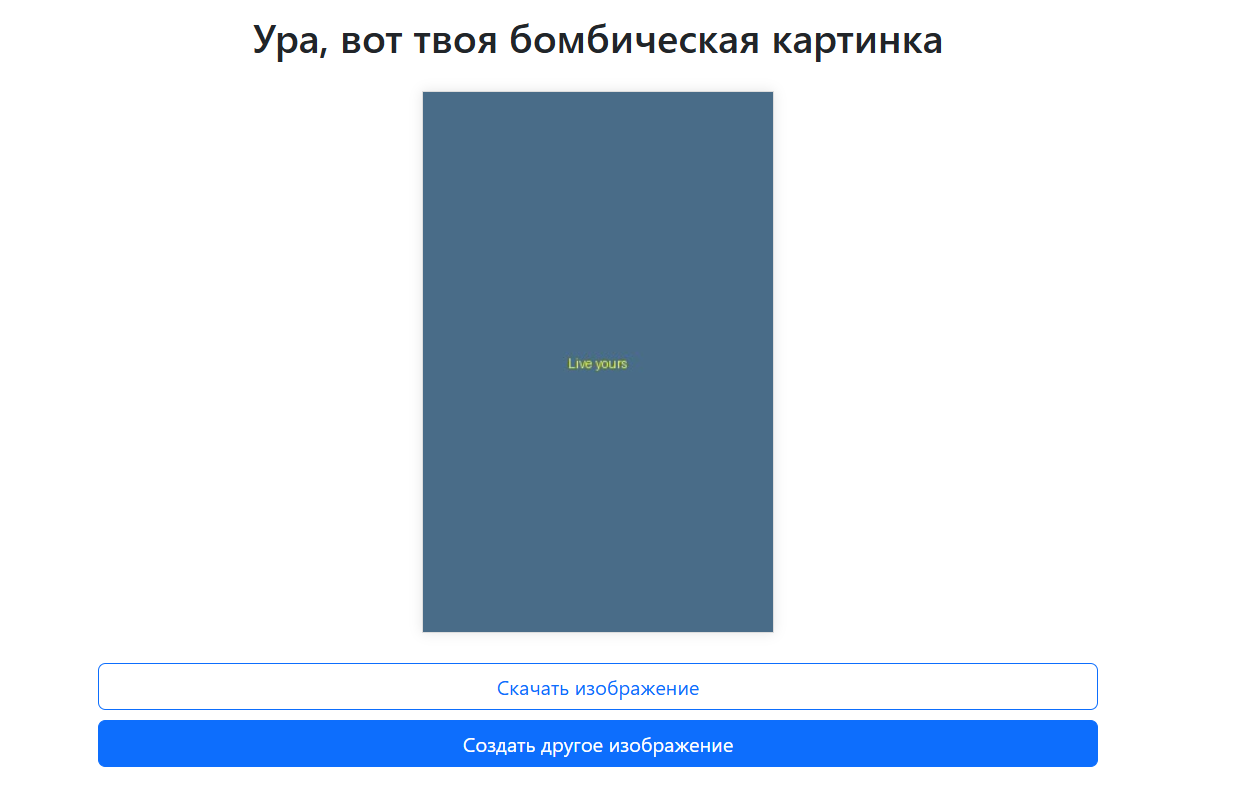 Ура, вот твоя бомбическая картинка
Live yours
Скачать изображение
Создать другое изображение